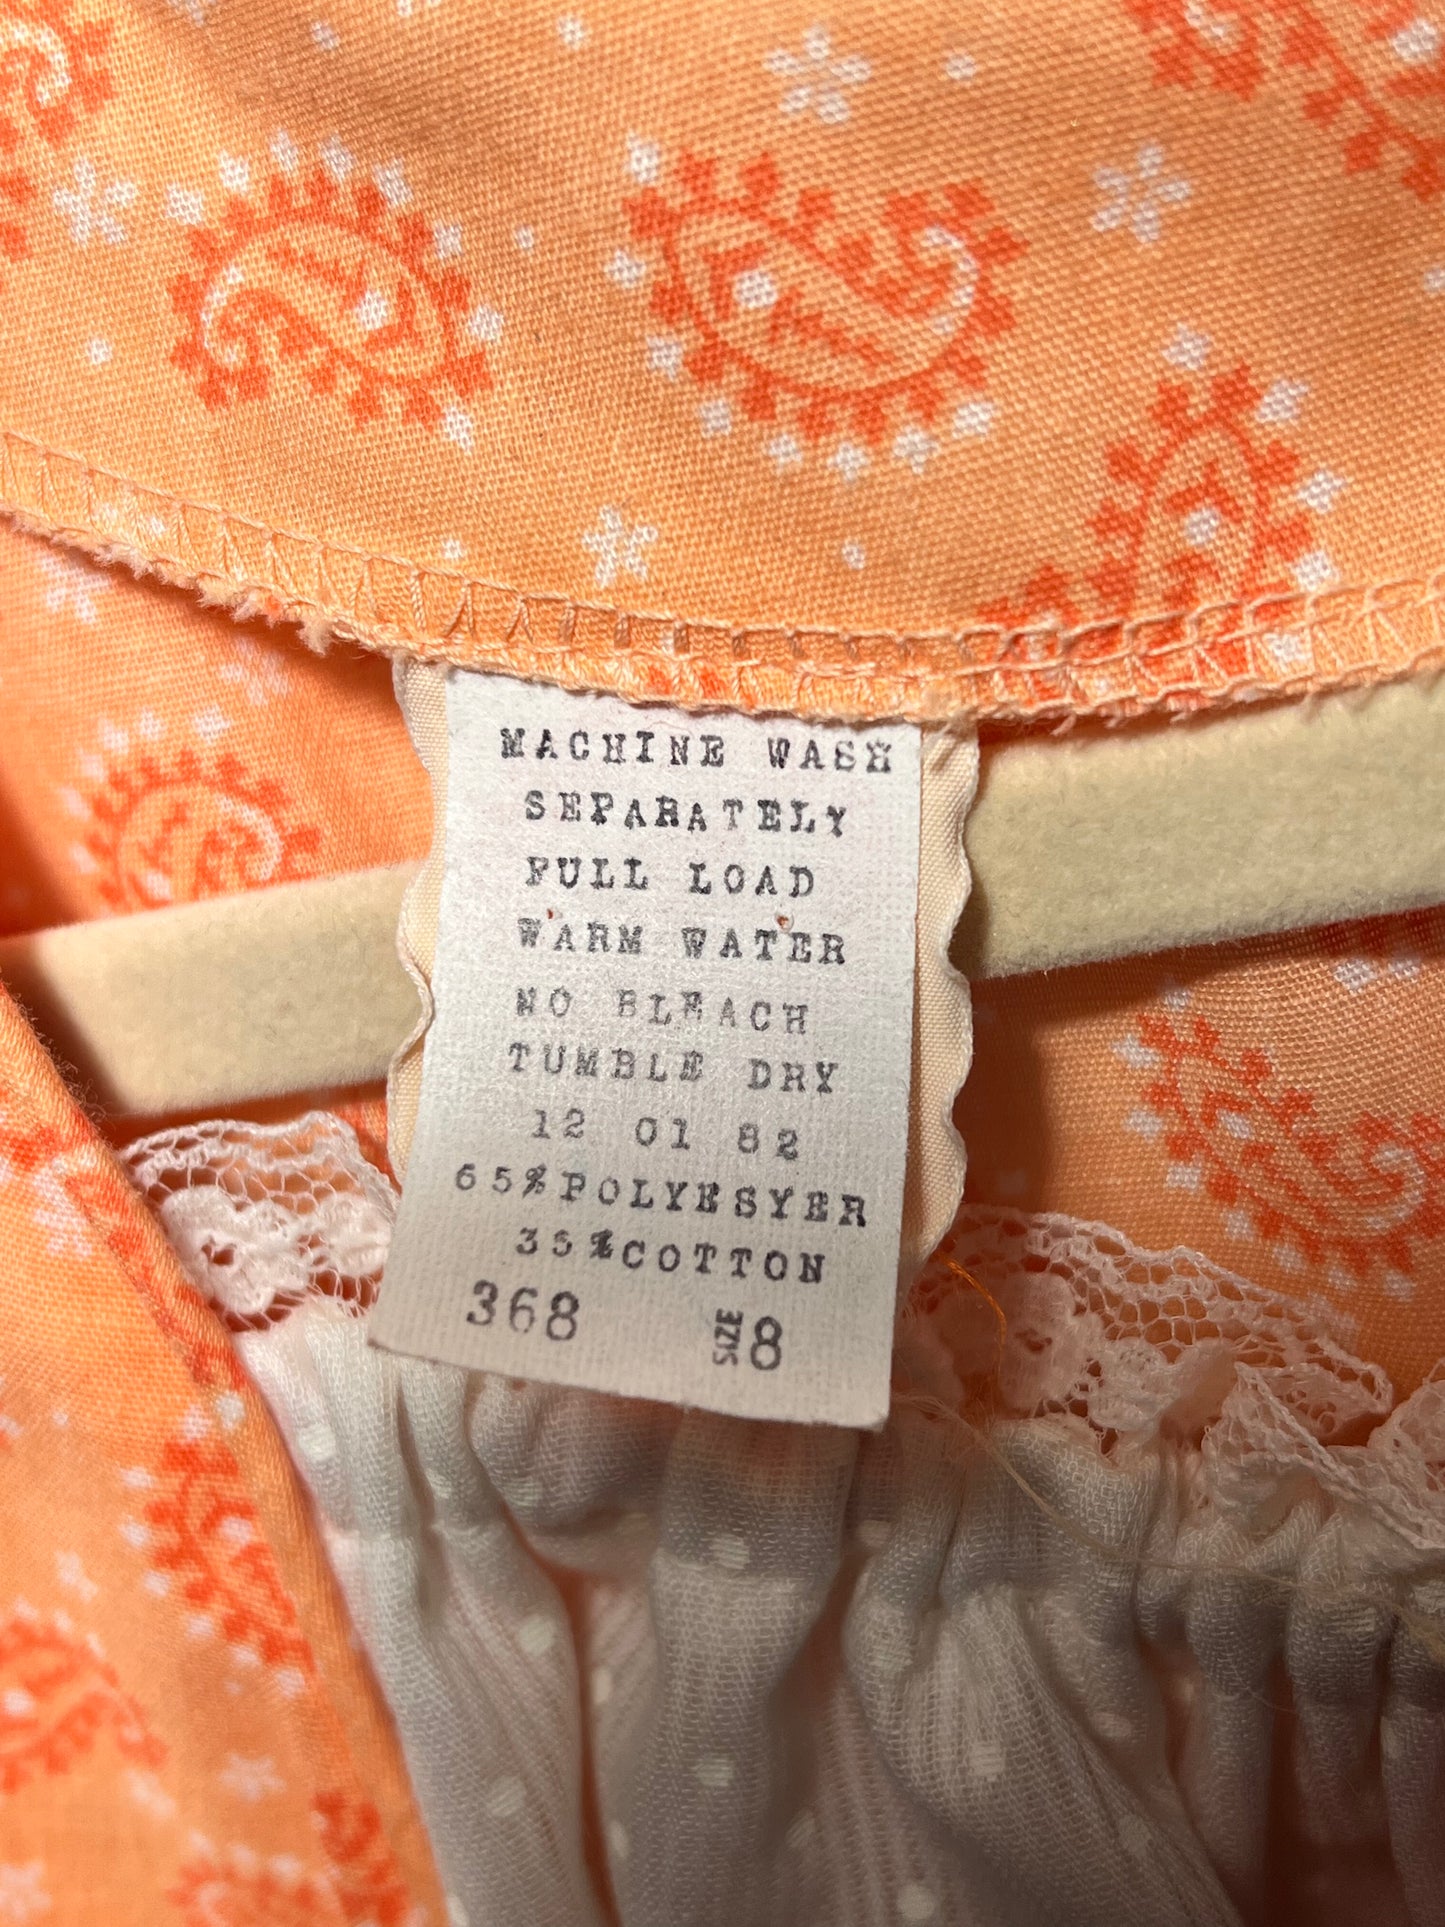 MACHINE WASH
SEPARATELY
FULL LOAD
WARM WATER
NO BLEACH
TUMBLE DRY
12 01 82
65%POLYESYER
35%COTTON
368 SIZE 8